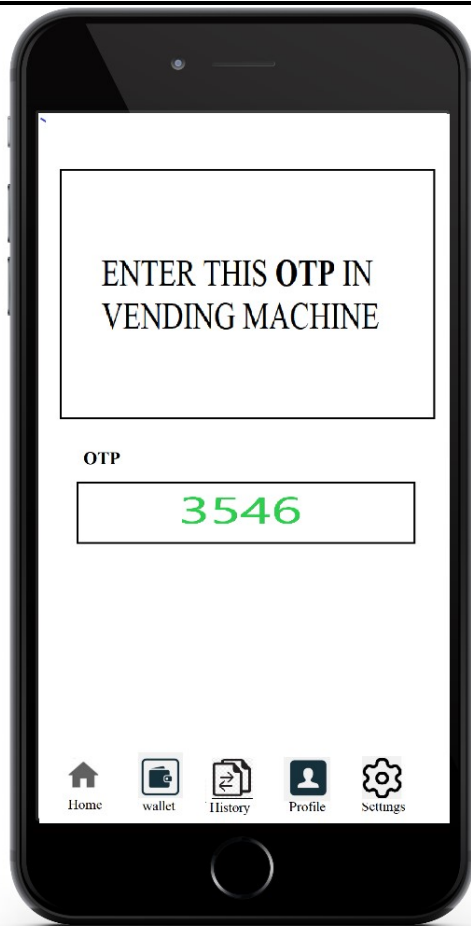 ENTER THIS OTP IN
VENDING MACHINE
OTP
3546
Home wallet History Profile Settings